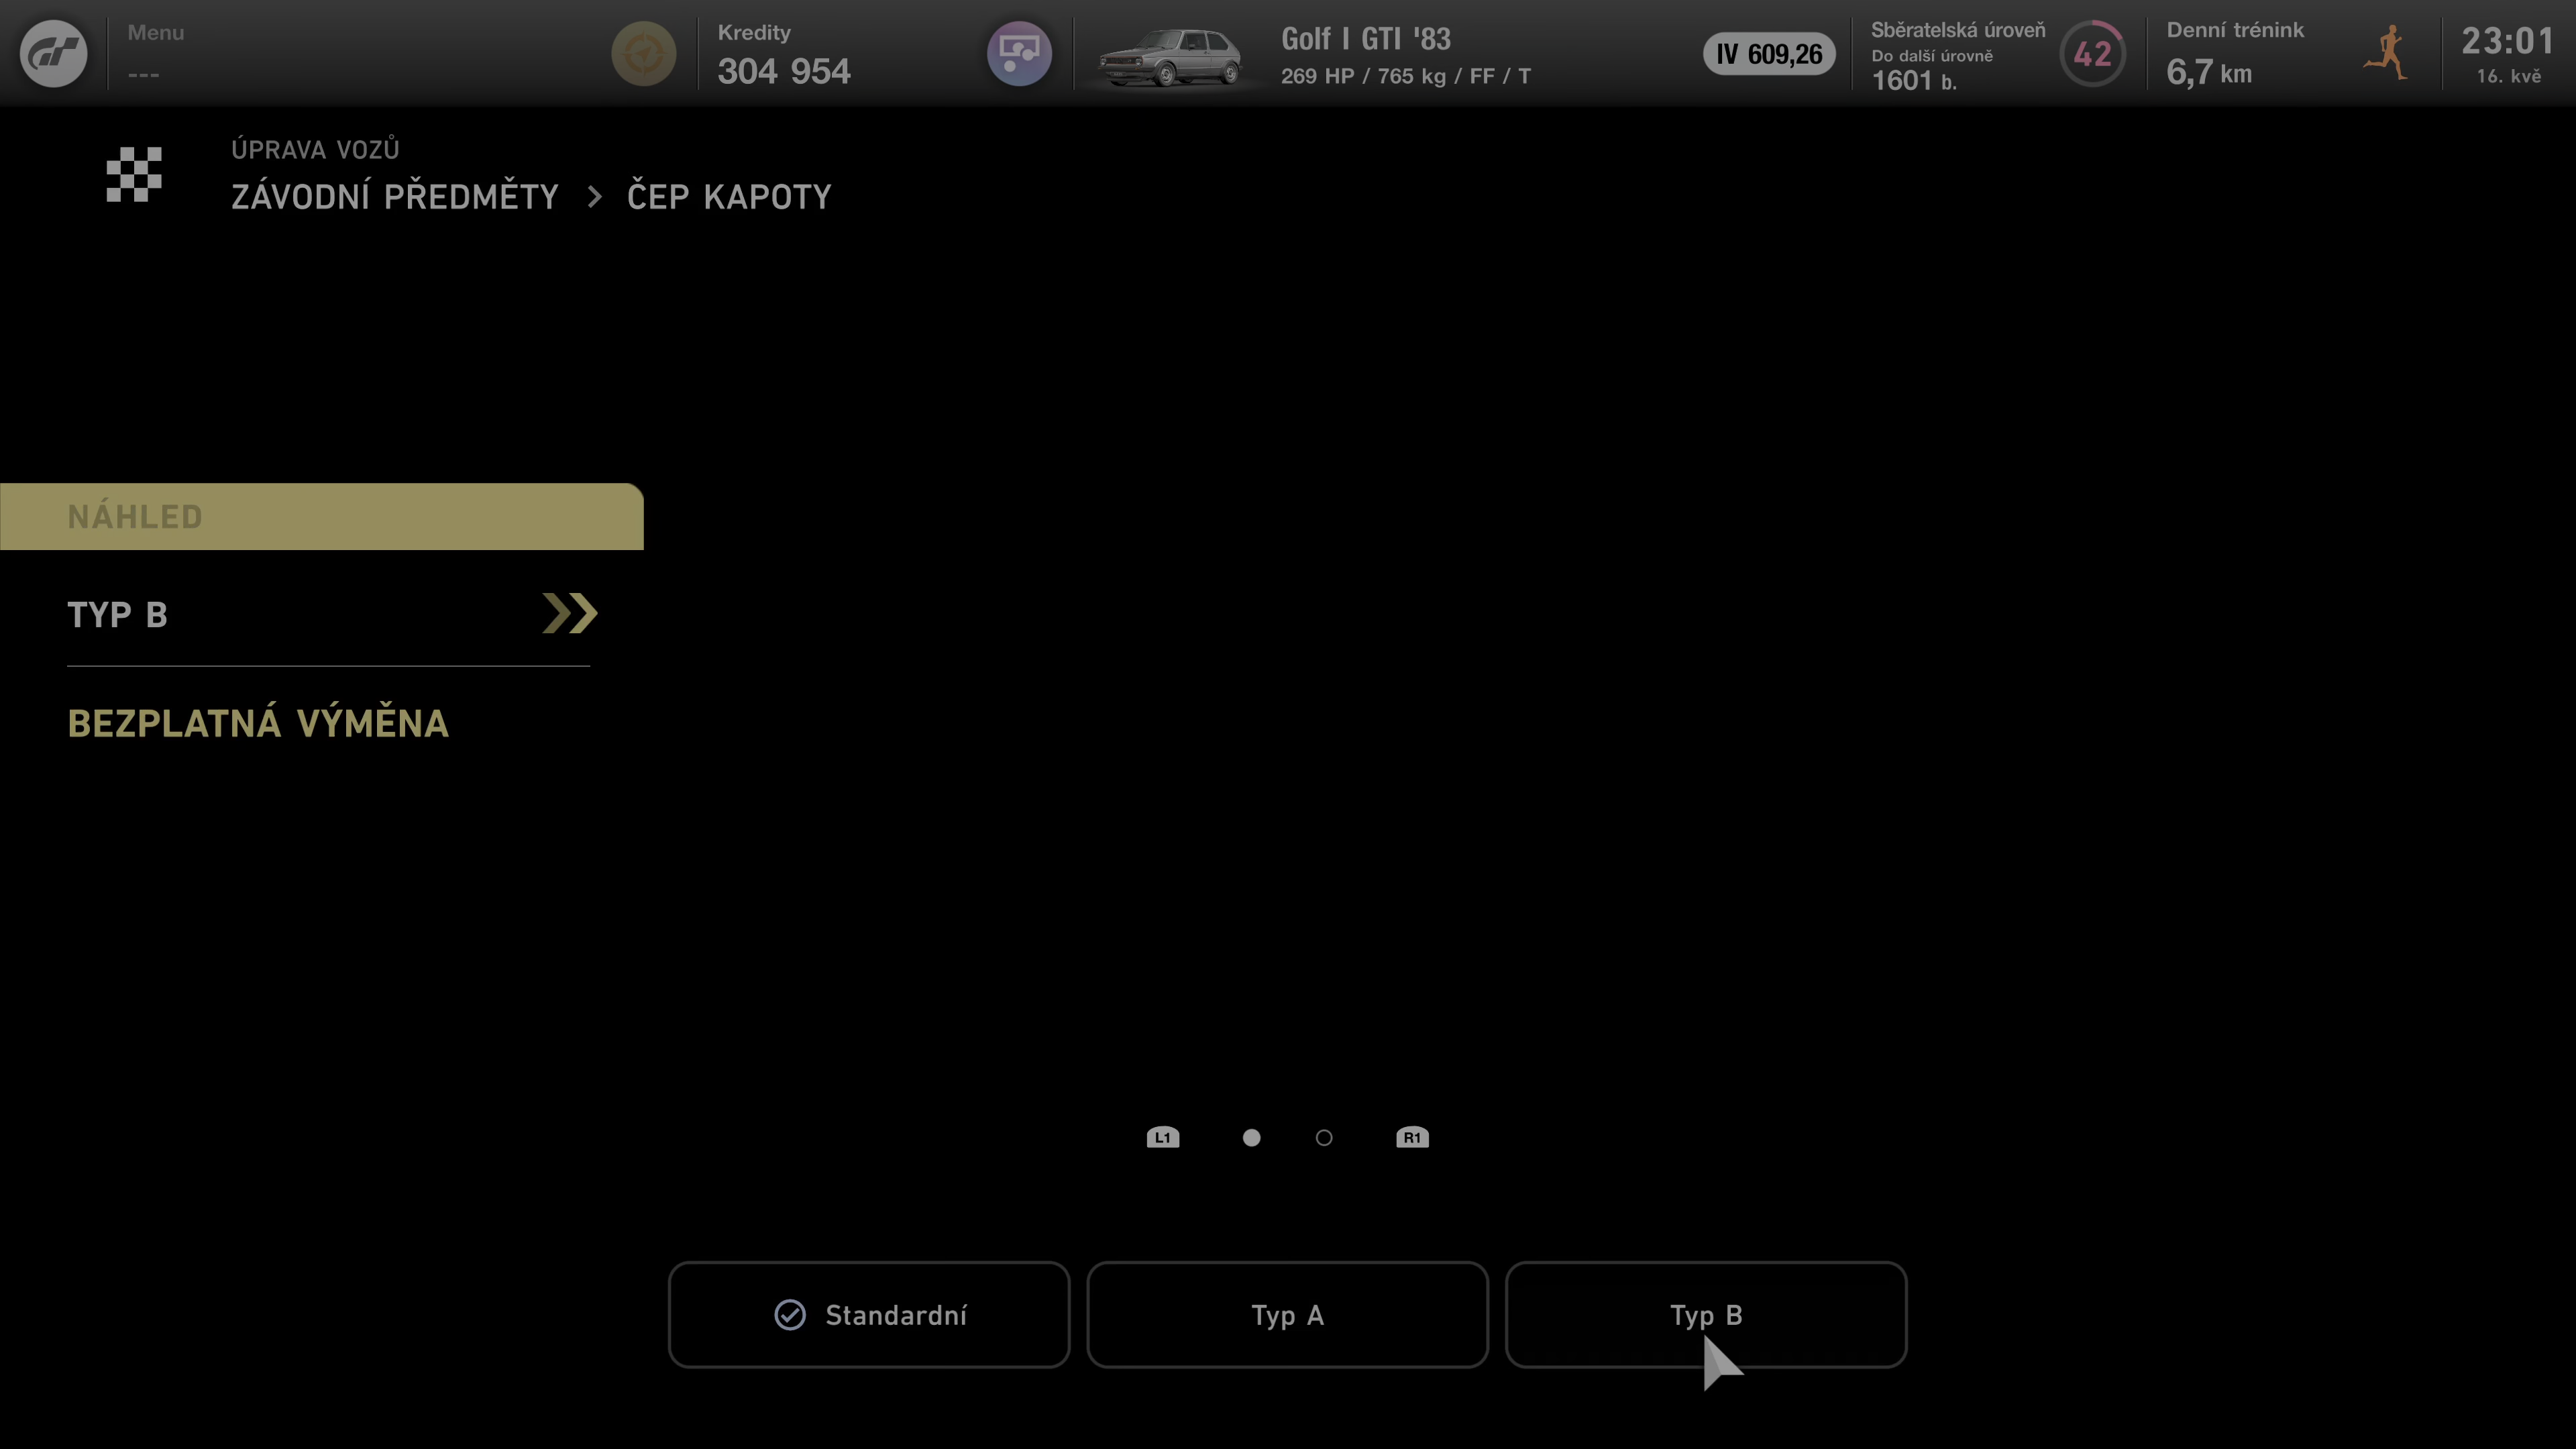 Menu
---
Kredity
304 954
Golf I GTI '83
269 HP / 765 kg / FF / T
IV 609,26
Sběratelská úroveň
Do další úrovně
1601 b.
42
Denní trénink
6,7 km
23:01
16. kvě
ÚPRAVA VOZŮ
ZÁVODNÍ PŘEDMĚTY > ČEP KAPOTY
NÁHLED
TYP B
BEZPLATNÁ VÝMĚNA
L1 R1
Standardní
Typ A
Typ B